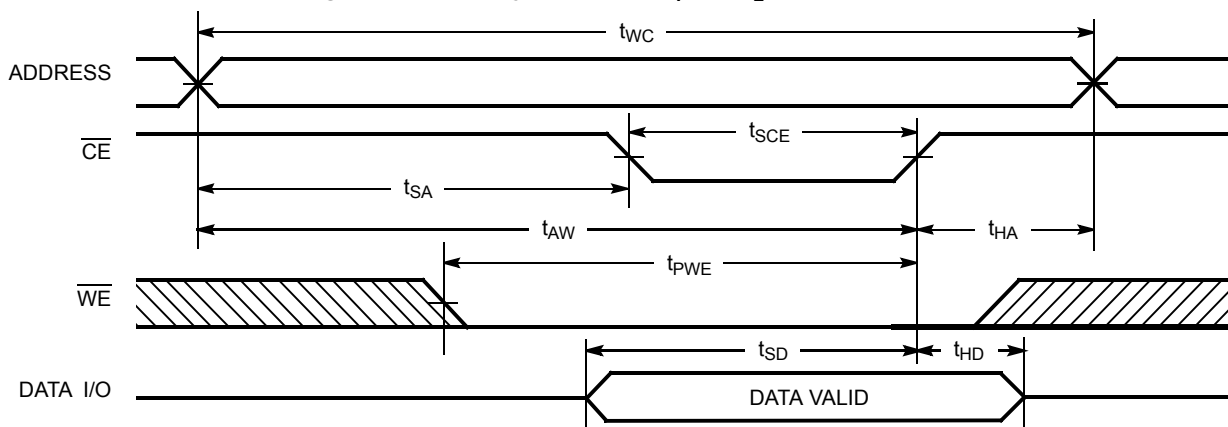 tWC
ADDRESS
CE
tSCE
tSA
tAW
tHA
tPWE
WE
tSD
tHD
DATA I/O
DATA VALID